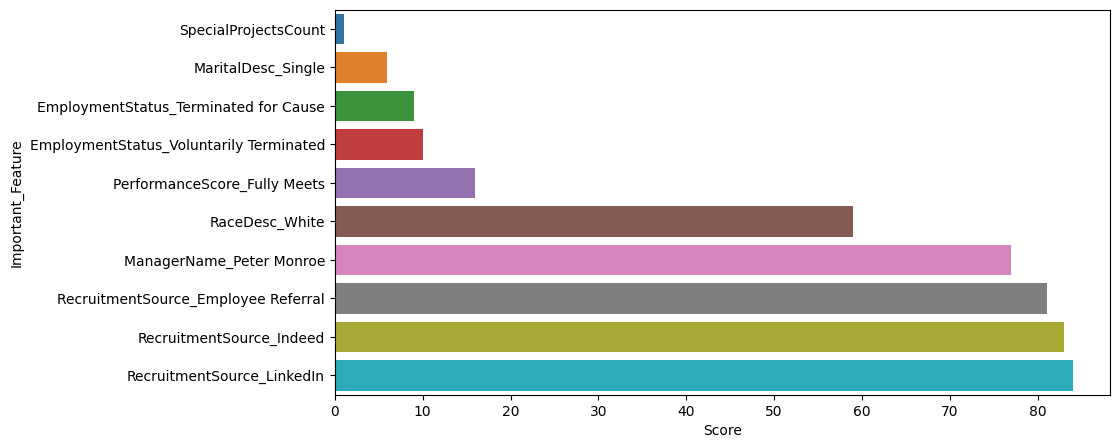 Important_Feature
SpecialProjectsCount
MaritalDesc_Single
EmploymentStatus_Terminated for Cause
EmploymentStatus_Voluntarily Terminated
PerformanceScore_Fully Meets
RaceDesc_White
ManagerName_Peter Monroe
RecruitmentSource_Employee Referral
RecruitmentSource_Indeed
RecruitmentSource_LinkedIn
0 10 20 30 40 50 60 70 80
Score